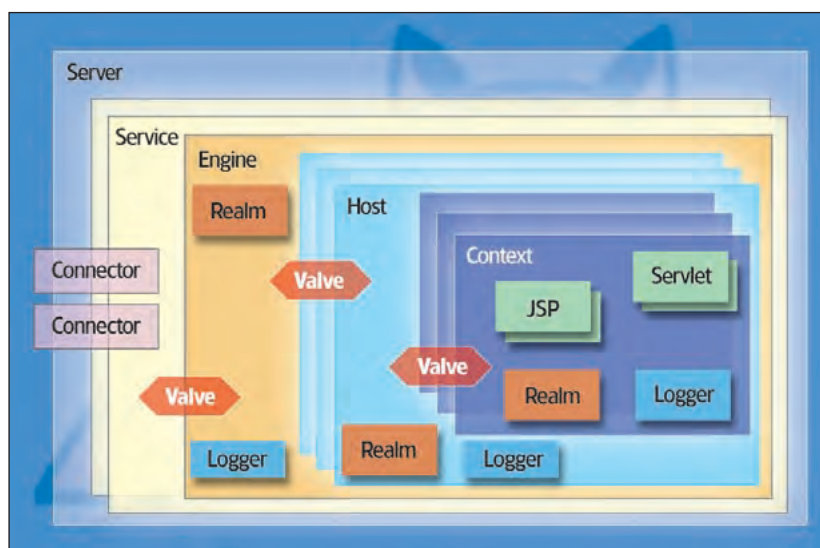 Server
Service
Engine
Realm
Host
Context
Servlet
Connector
Valve
JSP
Connector
Valve
Valve
Realm
Logger
Logger
Realm
Logger